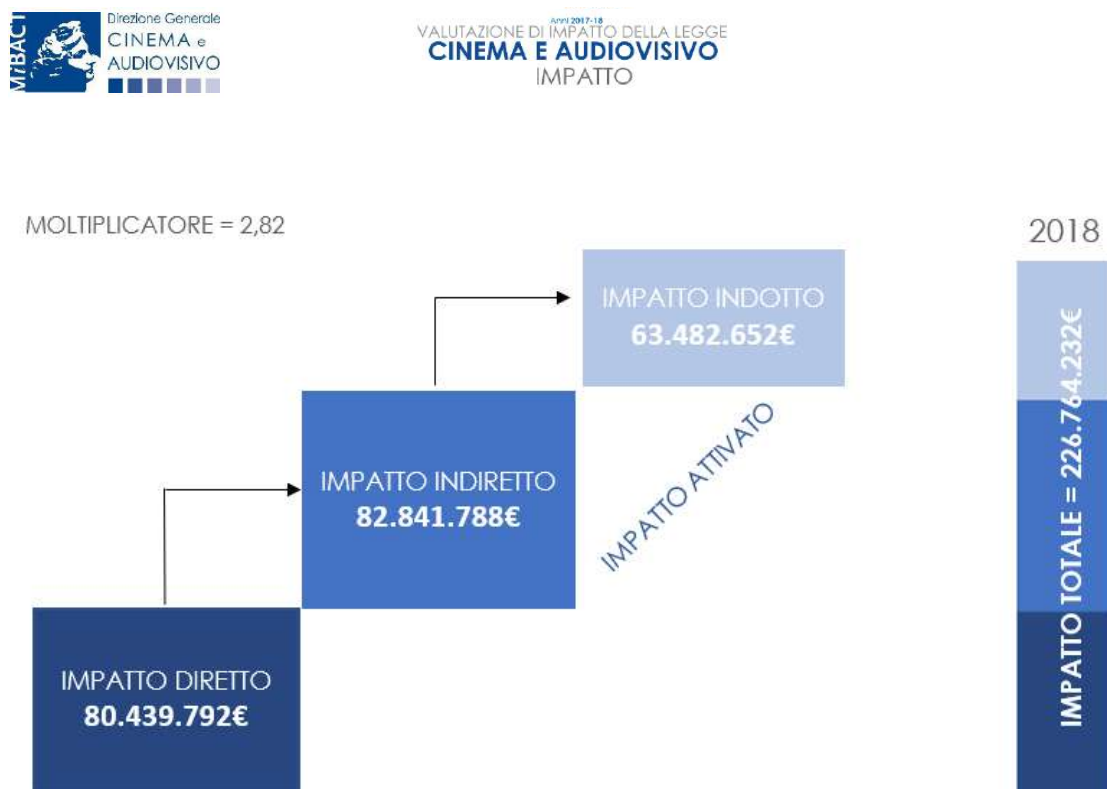 MiBACT
Direzione Generale
CINEMA e
AUDIOVISIVO
Anni 2017-18
VALUTAZIONE DI IMPATTO DELLA LEGGE
CINEMA E AUDIOVISIVO
IMPATTO
MOLTIPLICATORE = 2,82
2018
IMPATTO INDOTTO
63.482.652€
IMPATTO ATTIVATO
IMPATTO INDIRETTO
82.841.788€
IMPATTO DIRETTO
80.439.792€
IMPATTO TOTALE = 226.764.232€